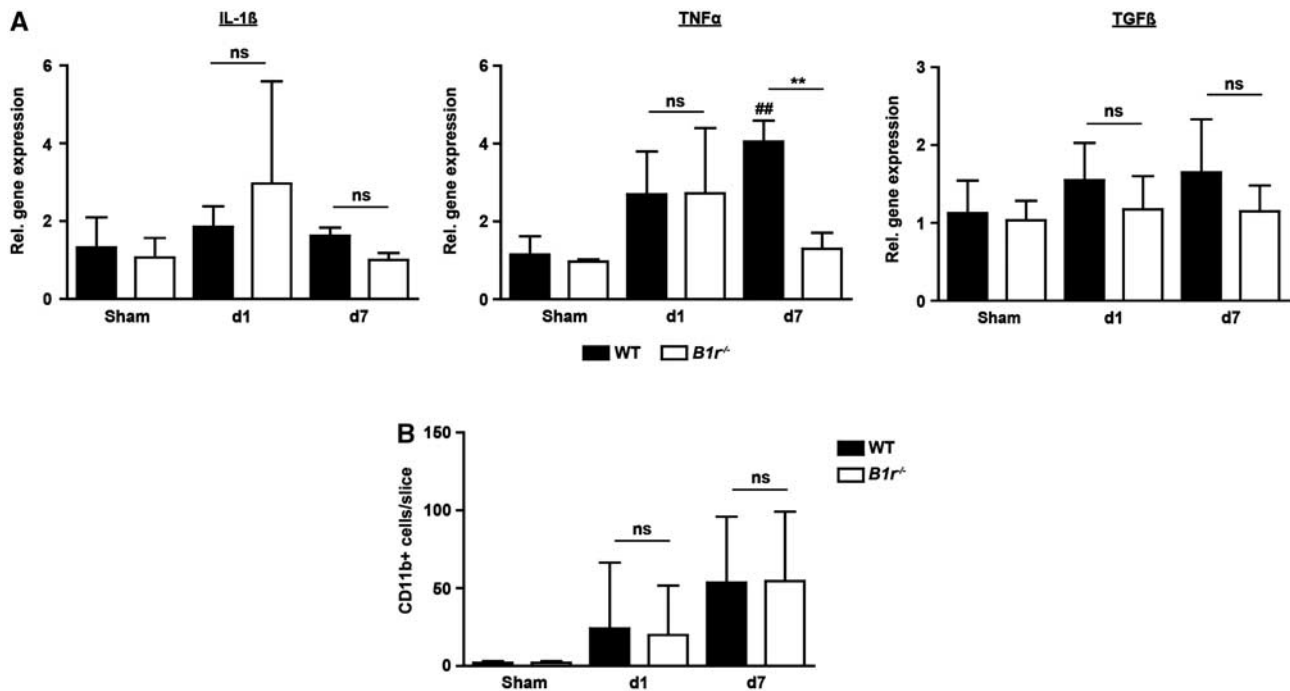 A
IL-1ß
TNFα
TGFß
Rel. gene expression
6
4
2
0
ns
ns
Sham
d1
d7
Rel. gene expression
6
4
2
0
ns
##
**
Sham
d1
d7
Rel. gene expression
3
2
1
0
ns
ns
Sham
d1
d7
WT
B1r-/-
B
CD11b+ cells/slice
150
100
50
0
ns
ns
Sham
d1
d7
WT
B1r-/-